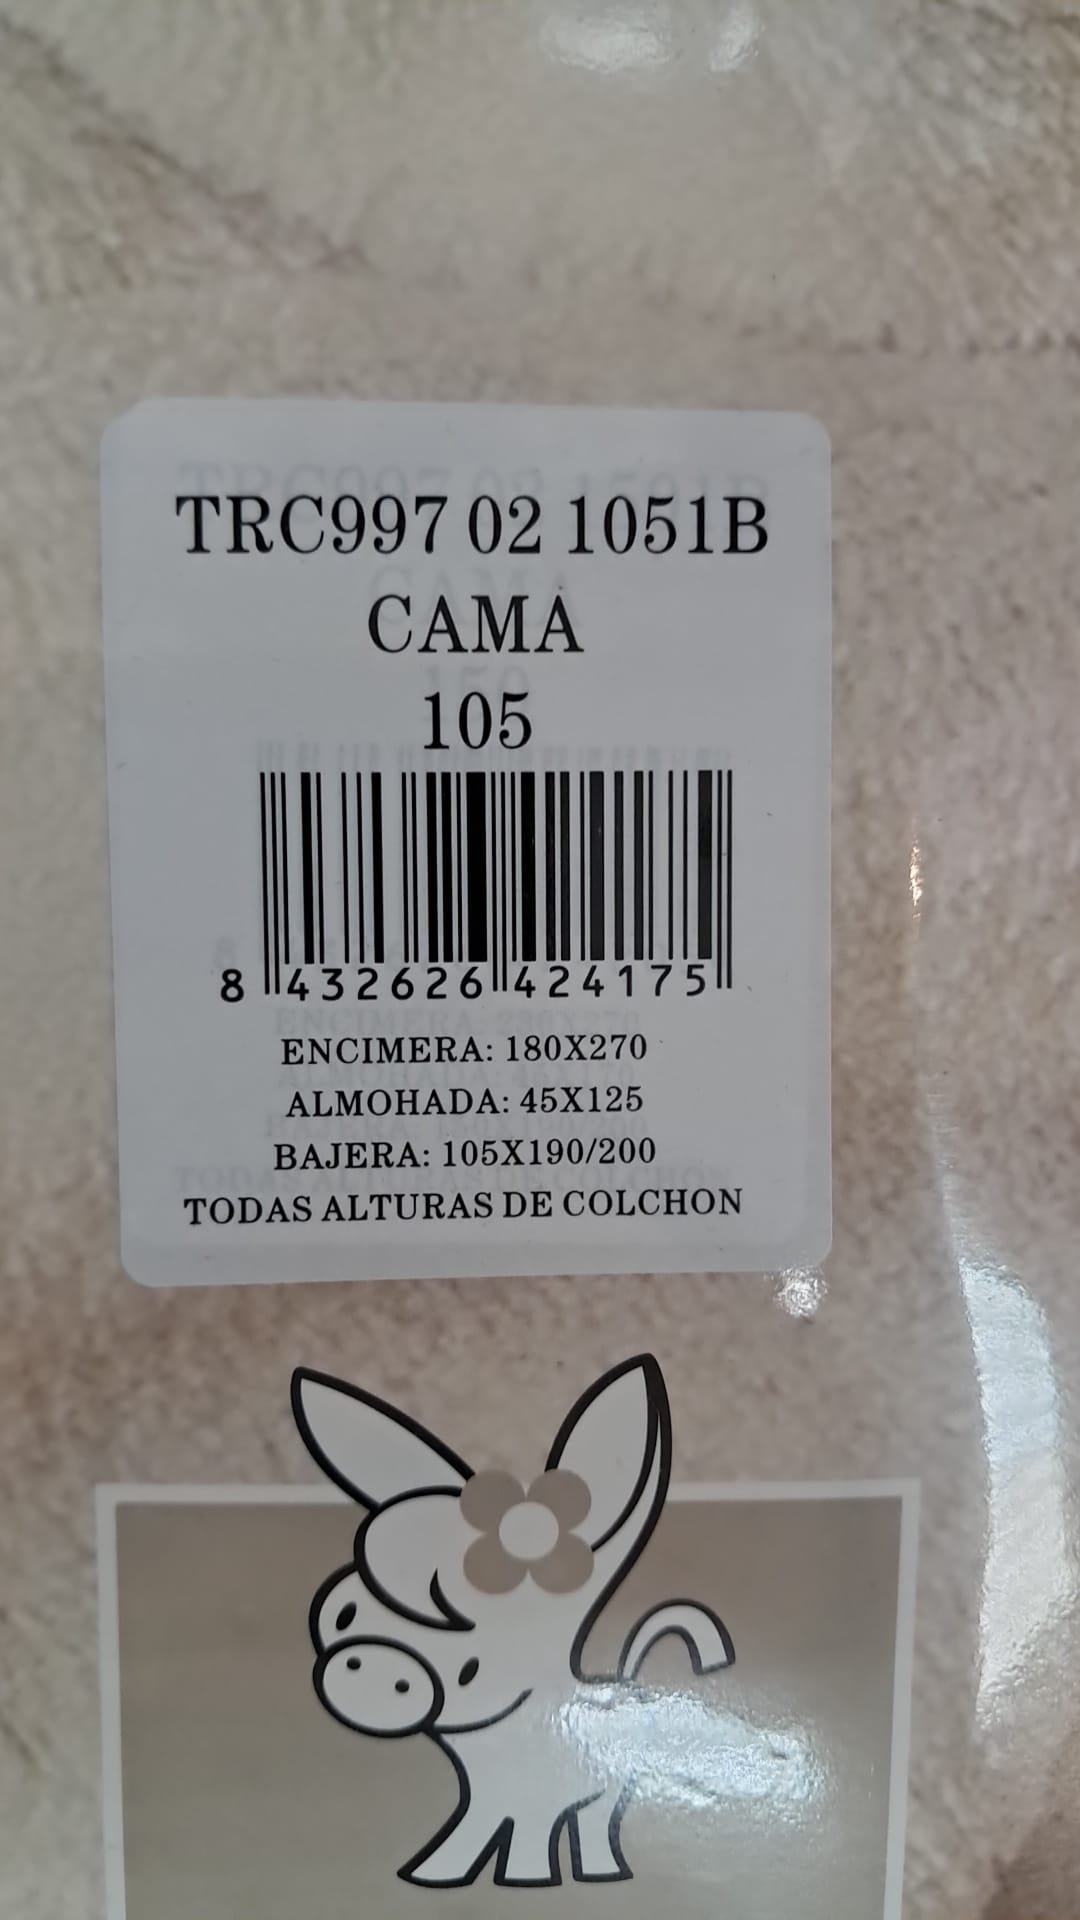 TRC997 02 1051B
CAMA
105
8 432626 424175
ENCIMERA: 180X270
ALMOHADA: 45X125
BAJERA: 105X190/200
TODAS ALTURAS DE COLCHON